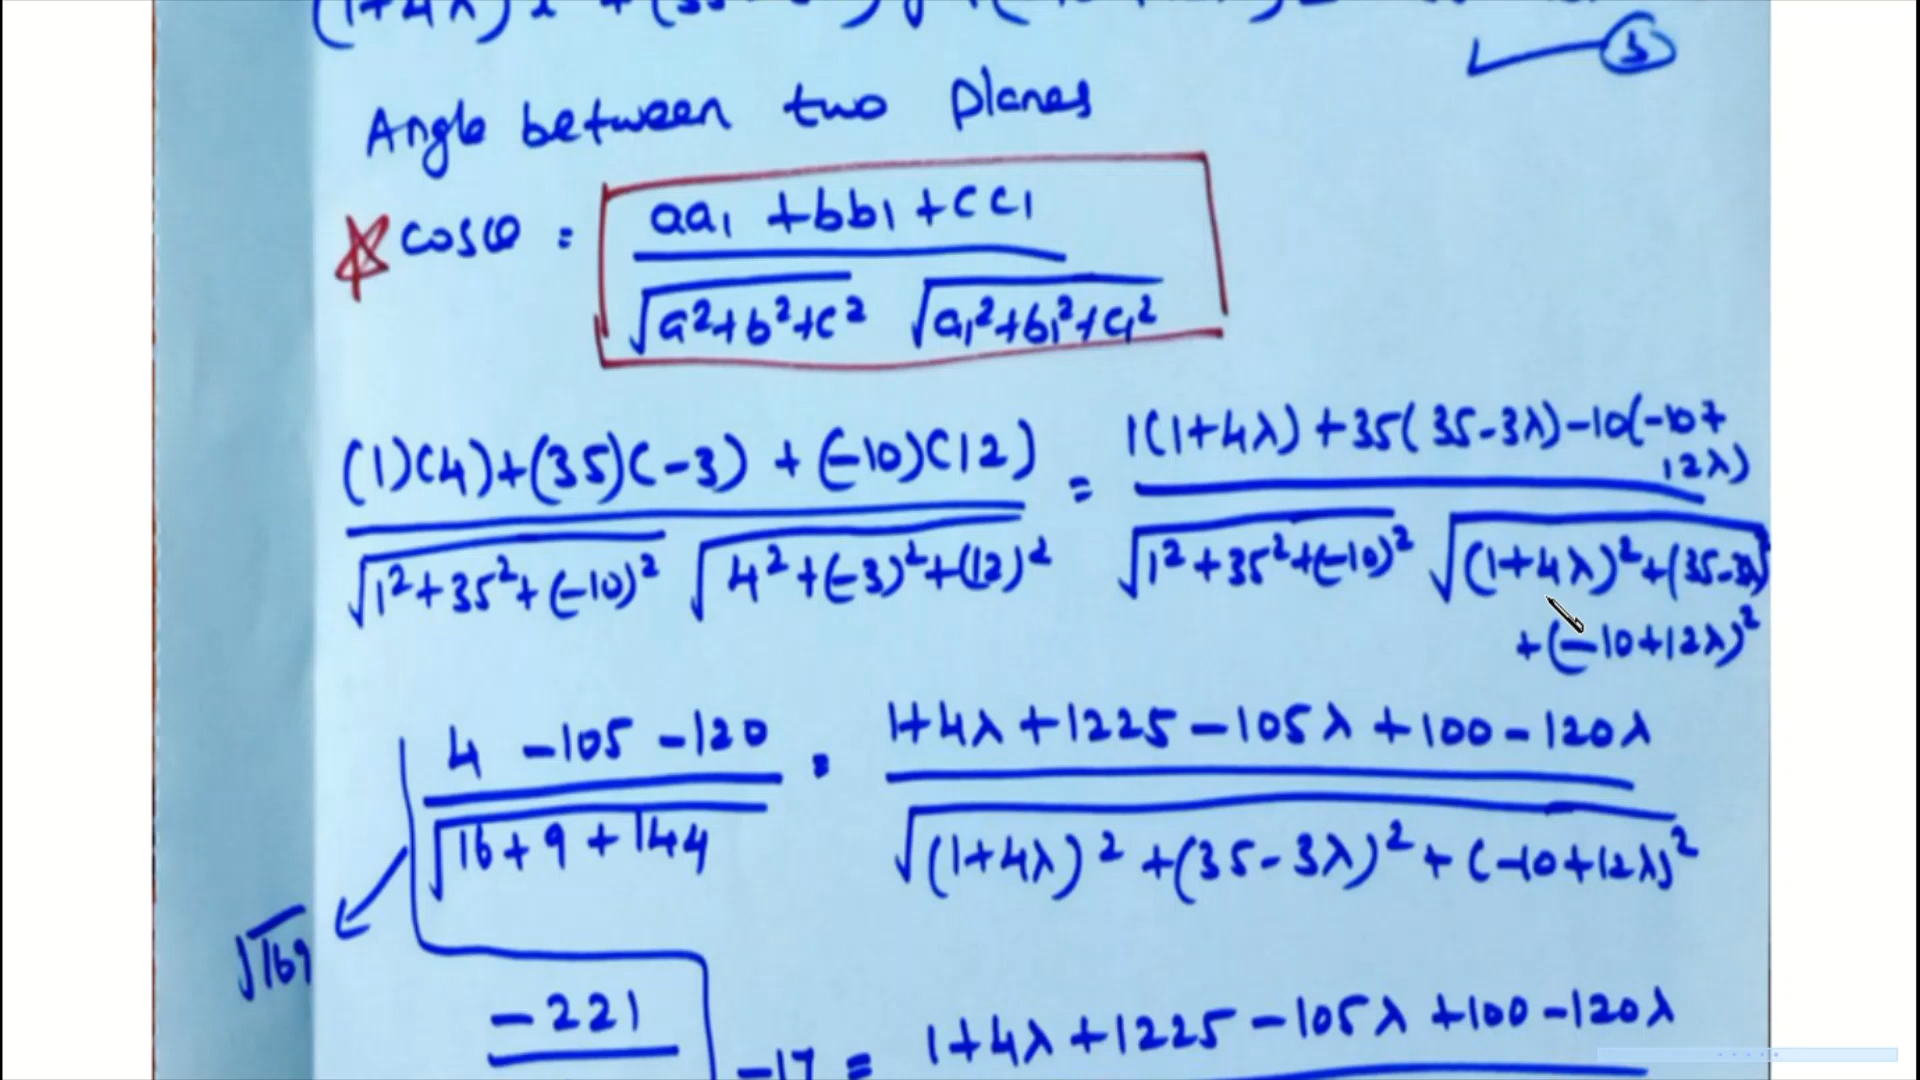 (1+4λ)
3
Angle between two planes
cosθ = aa₁ + bb₁ + cc₁
√a²+b²+c² √a₁²+b₁²+c₁²
(1)(4)+(35)(-3) + (-10)(12) = 1(1+4λ) +35(35-3λ)-10(-10+
12λ)
√1²+35²+(-10)² √4²+(-3)²+(12)² √1²+35²+(-10)² √(1+4λ)²+(35-3λ)
+(-10+12λ)²
4 -105 -120 = 1+4λ +1225 -105λ +100 -120λ
√16+9+144 √(1+4λ)² +(35-3λ)² + (-10+12λ)²
√169
-221
-17 = 1+4λ +1225 -105λ +100 -120λ